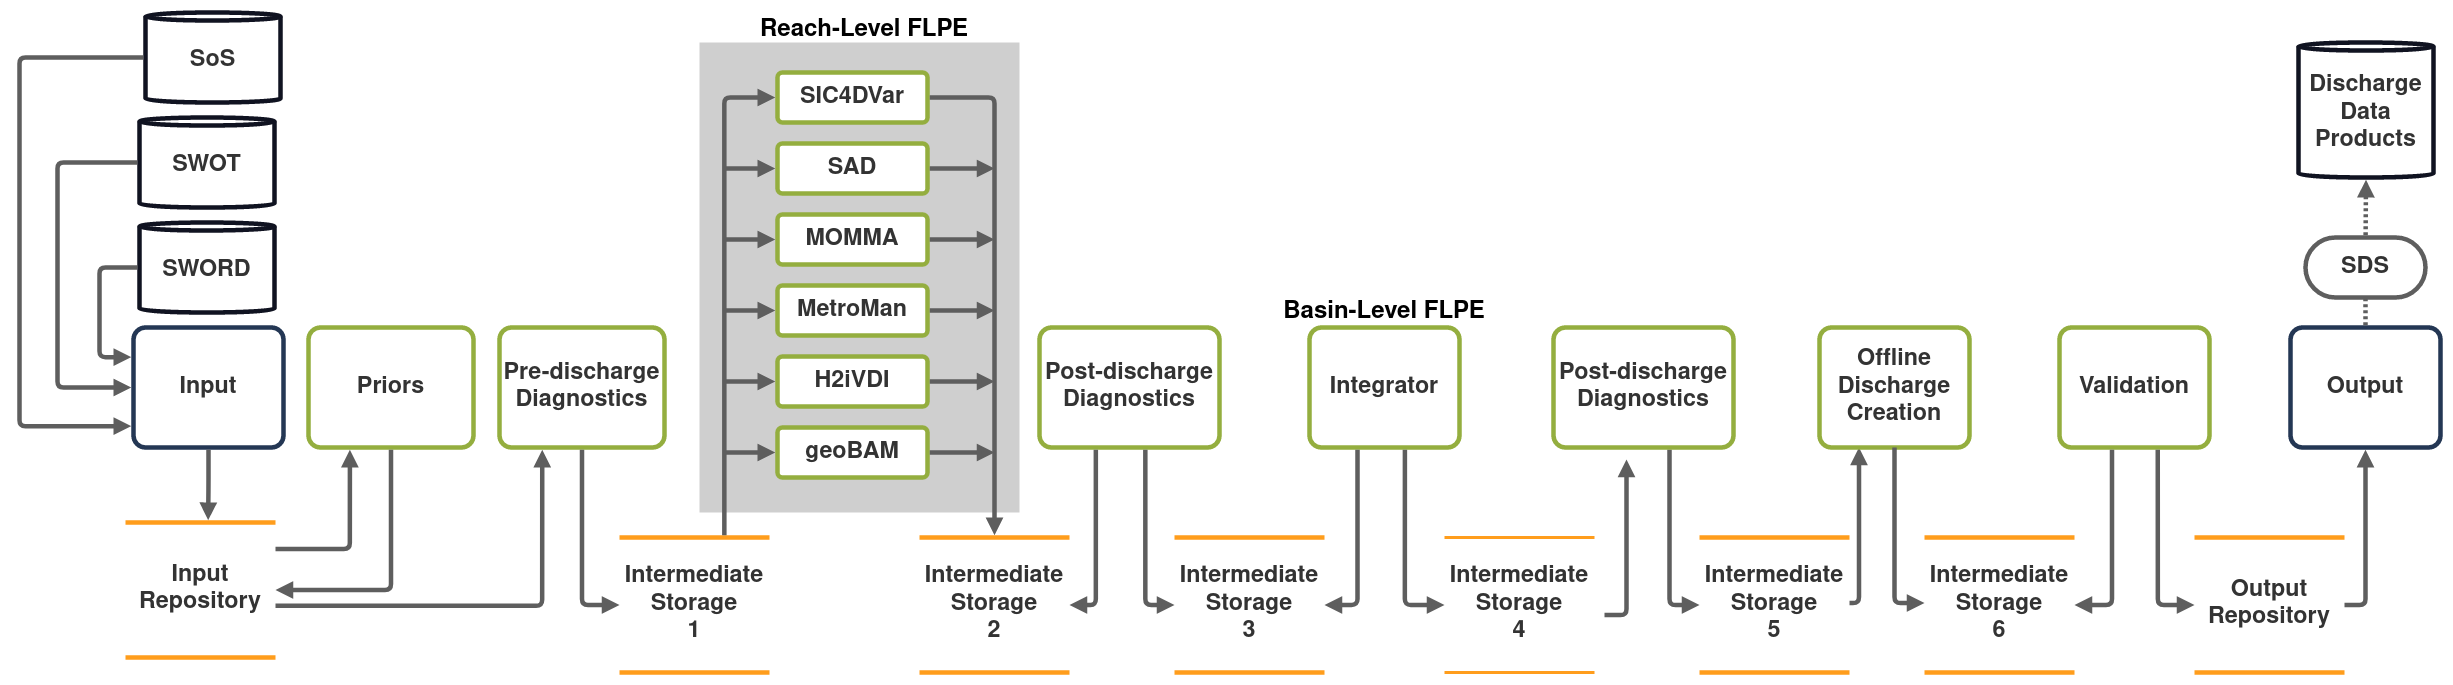 Reach-Level FLPE
SoS
SWOT
SWORD
Input
Priors
Pre-discharge
Diagnostics
SIC4DVar
SAD
MOMMA
MetroMan
H2iVDI
geoBAM
Post-discharge
Diagnostics
Basin-Level FLPE
Integrator
Post-discharge
Diagnostics
Offline
Discharge
Creation
Validation
Discharge
Data
Products
SDS
Output
Input
Repository
Intermediate
Storage
1
Intermediate
Storage
2
Intermediate
Storage
3
Intermediate
Storage
4
Intermediate
Storage
5
Intermediate
Storage
6
Output
Repository